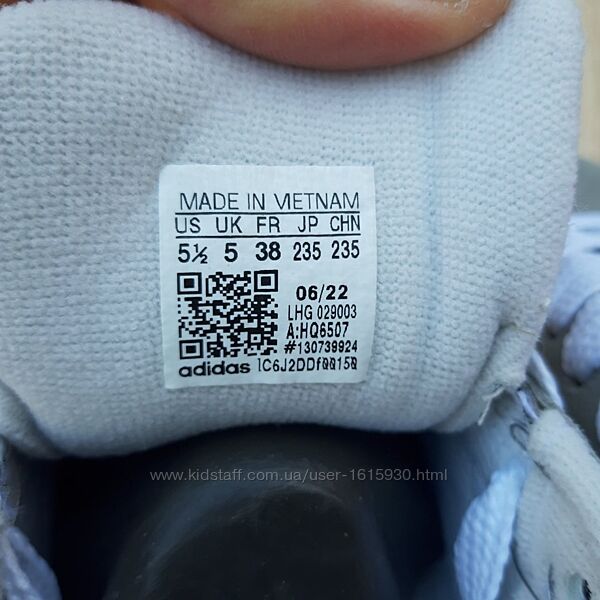 MADE IN VIETNAM
US UK FR JP CHN
5½ 5 38 235 235
06/22
LHG 029003
A:HQ6507
#130739924
adidas 1C6J2DDf00150
www.kidstaff.com.ua/user-1615930.html